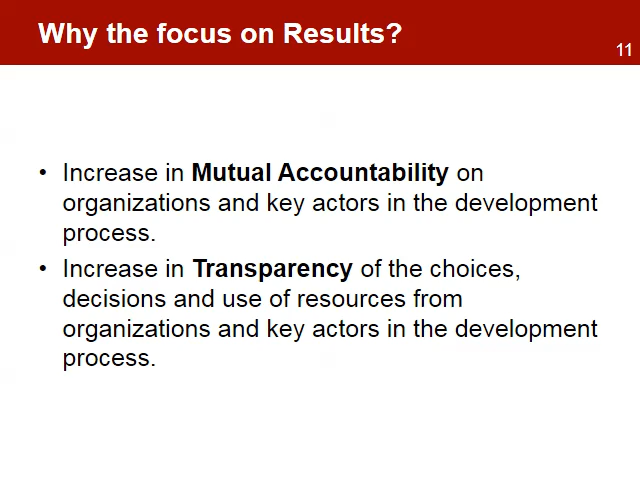 Why the focus on Results?
11
• Increase in Mutual Accountability on
organizations and key actors in the development
process.
• Increase in Transparency of the choices,
decisions and use of resources from
organizations and key actors in the development
process.